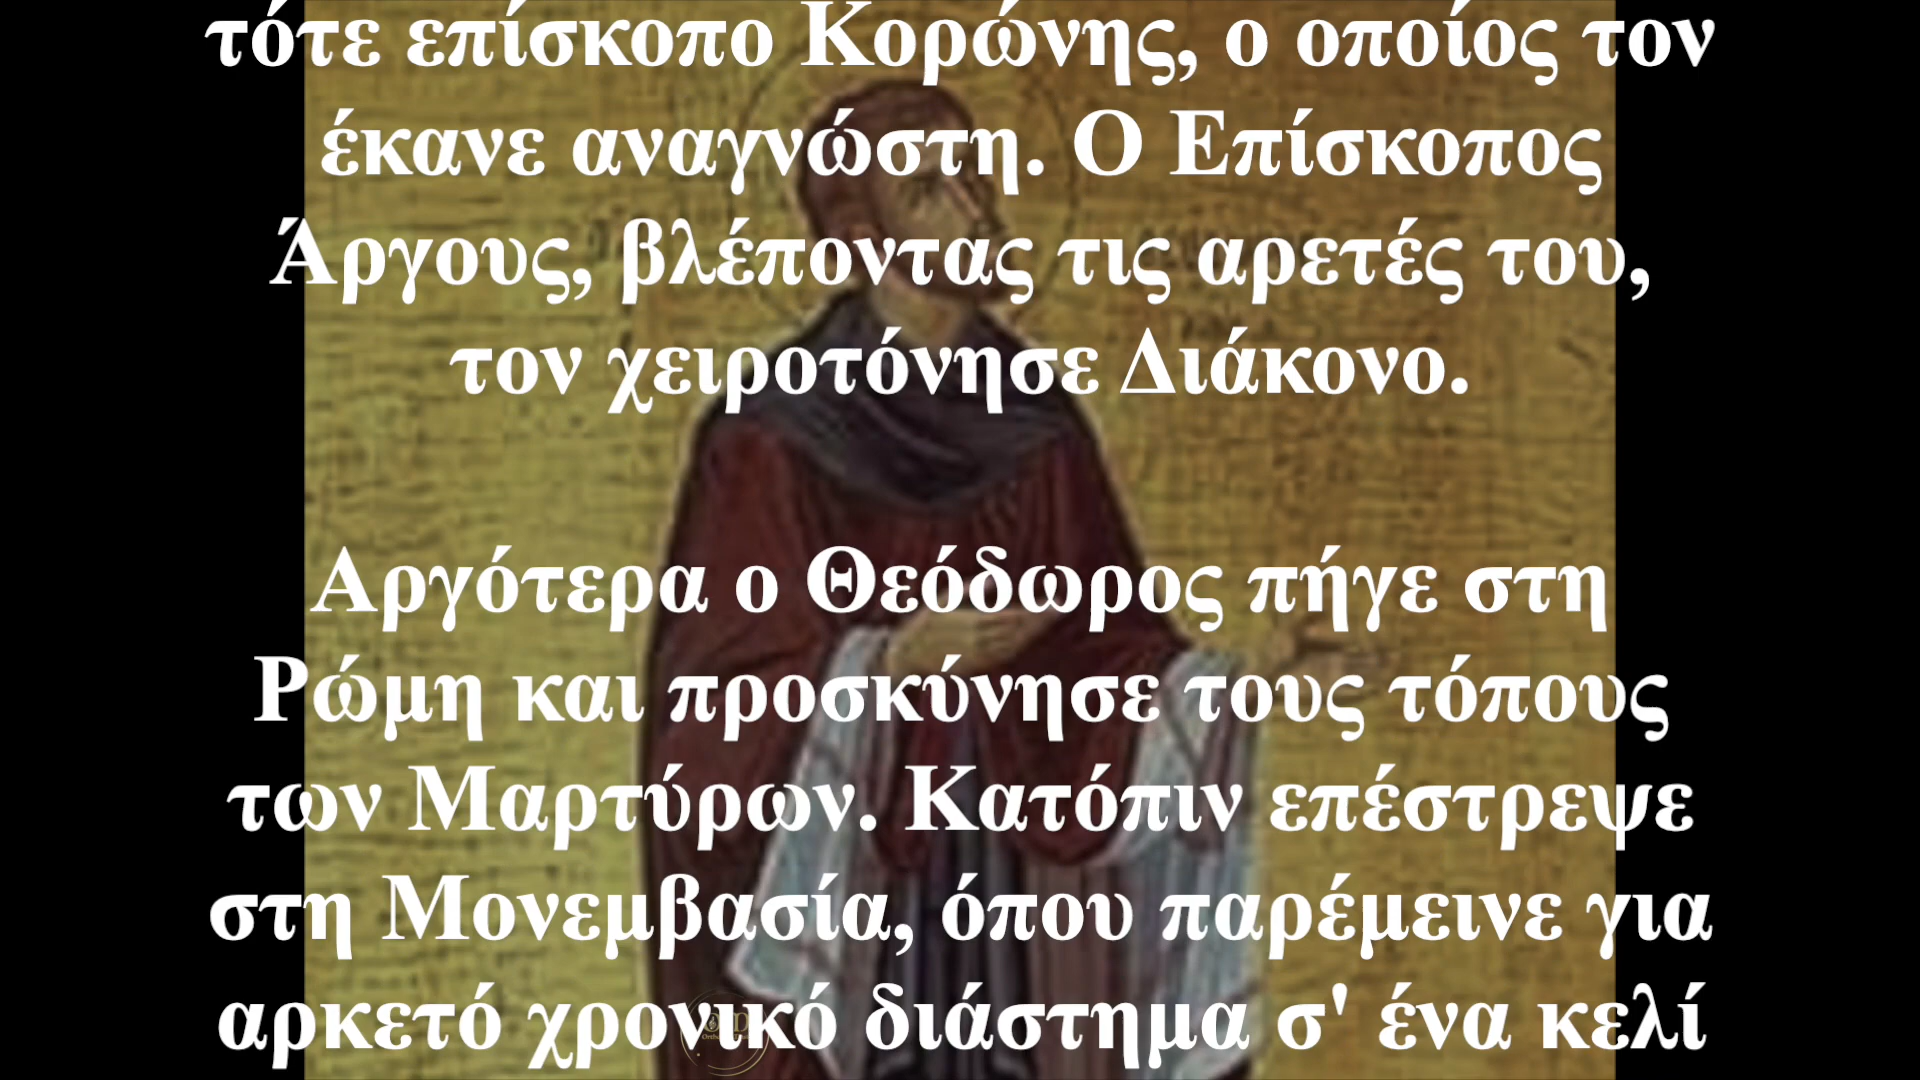 τότε επίσκοπο Κορώνης, ο οποίος τον
έκανε αναγνώστη. Ο Επίσκοπος
Άργους, βλέποντας τις αρετές του,
τον χειροτόνησε Διάκονο.
Αργότερα ο Θεόδωρος πήγε στη
Ρώμη και προσκύνησε τους τόπους
των Μαρτύρων. Κατόπιν επέστρεψε
στη Μονεμβασία, όπου παρέμεινε για
αρκετό χρονικό διάστημα σ' ένα κελί